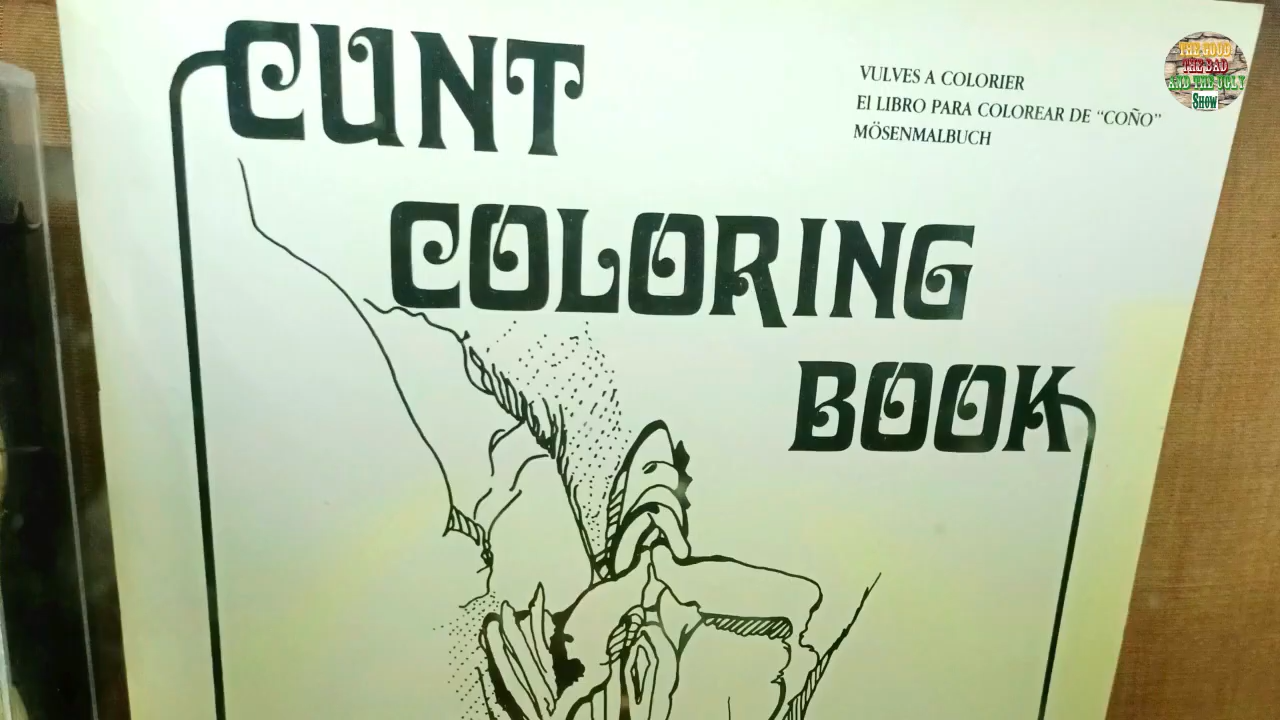 CUNT
COLORING
BOOK
VULVES A COLORIER
El LIBRO PARA COLOREAR DE “COÑO”
MÖSENMALBUCH
THE GOOD
THE BAD
AND THE UGLY
Show